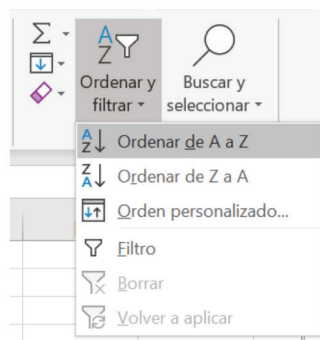 Ordenar y
filtrar
Buscar y
seleccionar
Ordenar de A a Z
Ordenar de Z a A
Orden personalizado...
Filtro
Borrar
Volver a aplicar